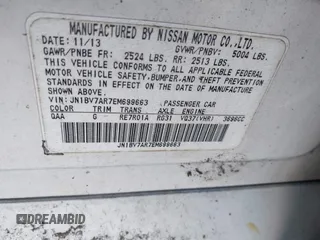 MANUFACTURED BY NISSAN MOTOR CO.,LTD.
DATE: 11/13 GVWR/PNBV: 5004 LBS.
GAWR/PNBE FR: 2524 LBS. RR: 2513 LBS.
THIS VEHICLE CONFORMS TO ALL APPLICABLE FEDERAL
MOTOR VEHICLE SAFETY, BUMPER, AND THEFT PREVENTION
STANDARDS IN EFFECT ON THE DATE OF MANUFACTURE
SHOWN ABOVE.
V.I.N: JN1BV7AR7EM698663 PASSENGER CAR
COLOR TRIM TRANS AXLE ENGINE
QAA G RE7R01A R031 VQ37(VHR) 3696CC
JN1BV7AR7EM698663
DREAMBID